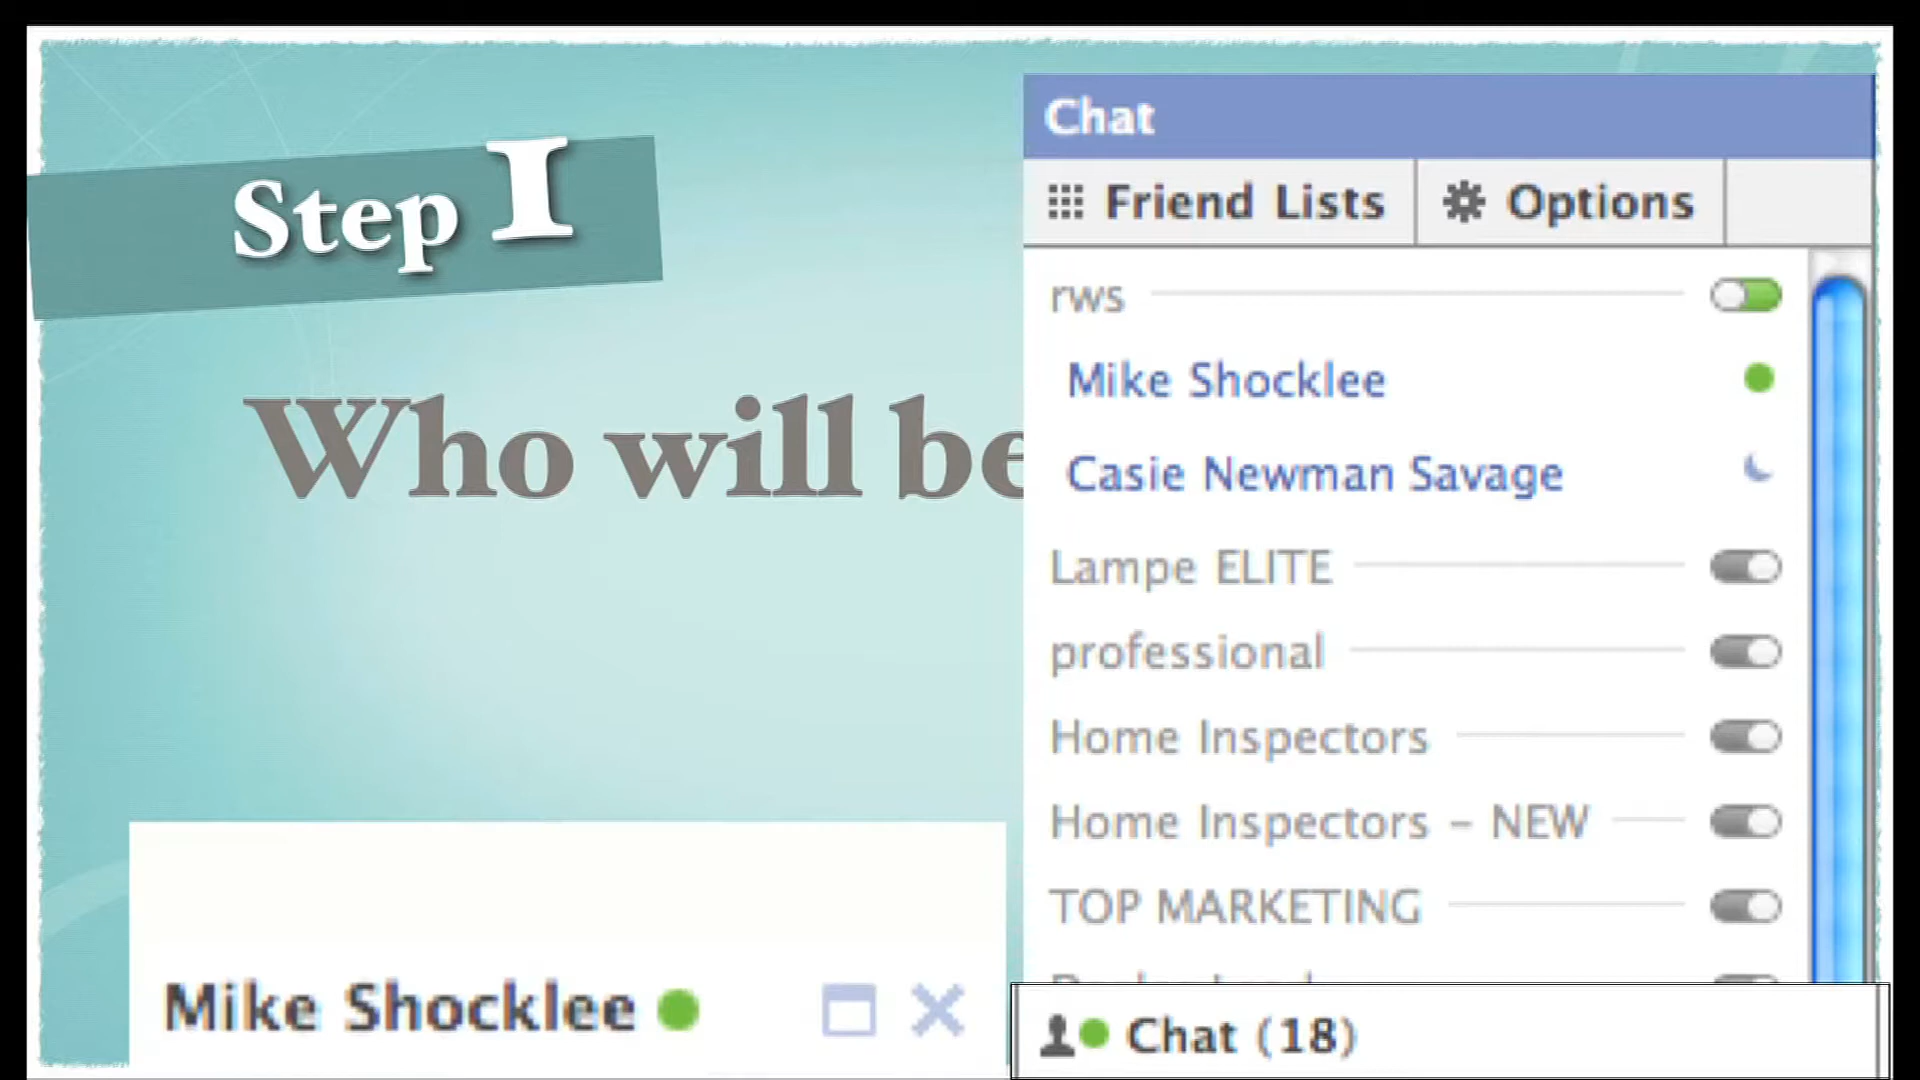 Step 1
Who will be
Chat
Friend Lists
Options
rws
Mike Shocklee
Casie Newman Savage
Lampe ELITE
professional
Home Inspectors
Home Inspectors – NEW
TOP MARKETING
Mike Shocklee
Chat (18)